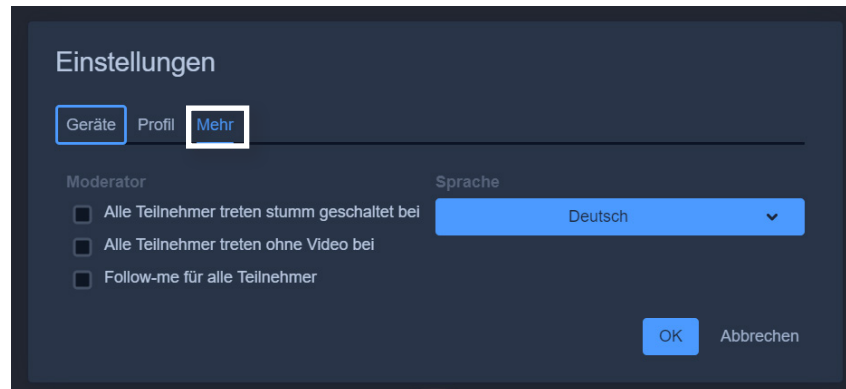 Einstellungen
Geräte Profil Mehr
Moderator
Alle Teilnehmer treten stumm geschaltet bei
Alle Teilnehmer treten ohne Video bei
Follow-me für alle Teilnehmer
Sprache
Deutsch
OK Abbrechen